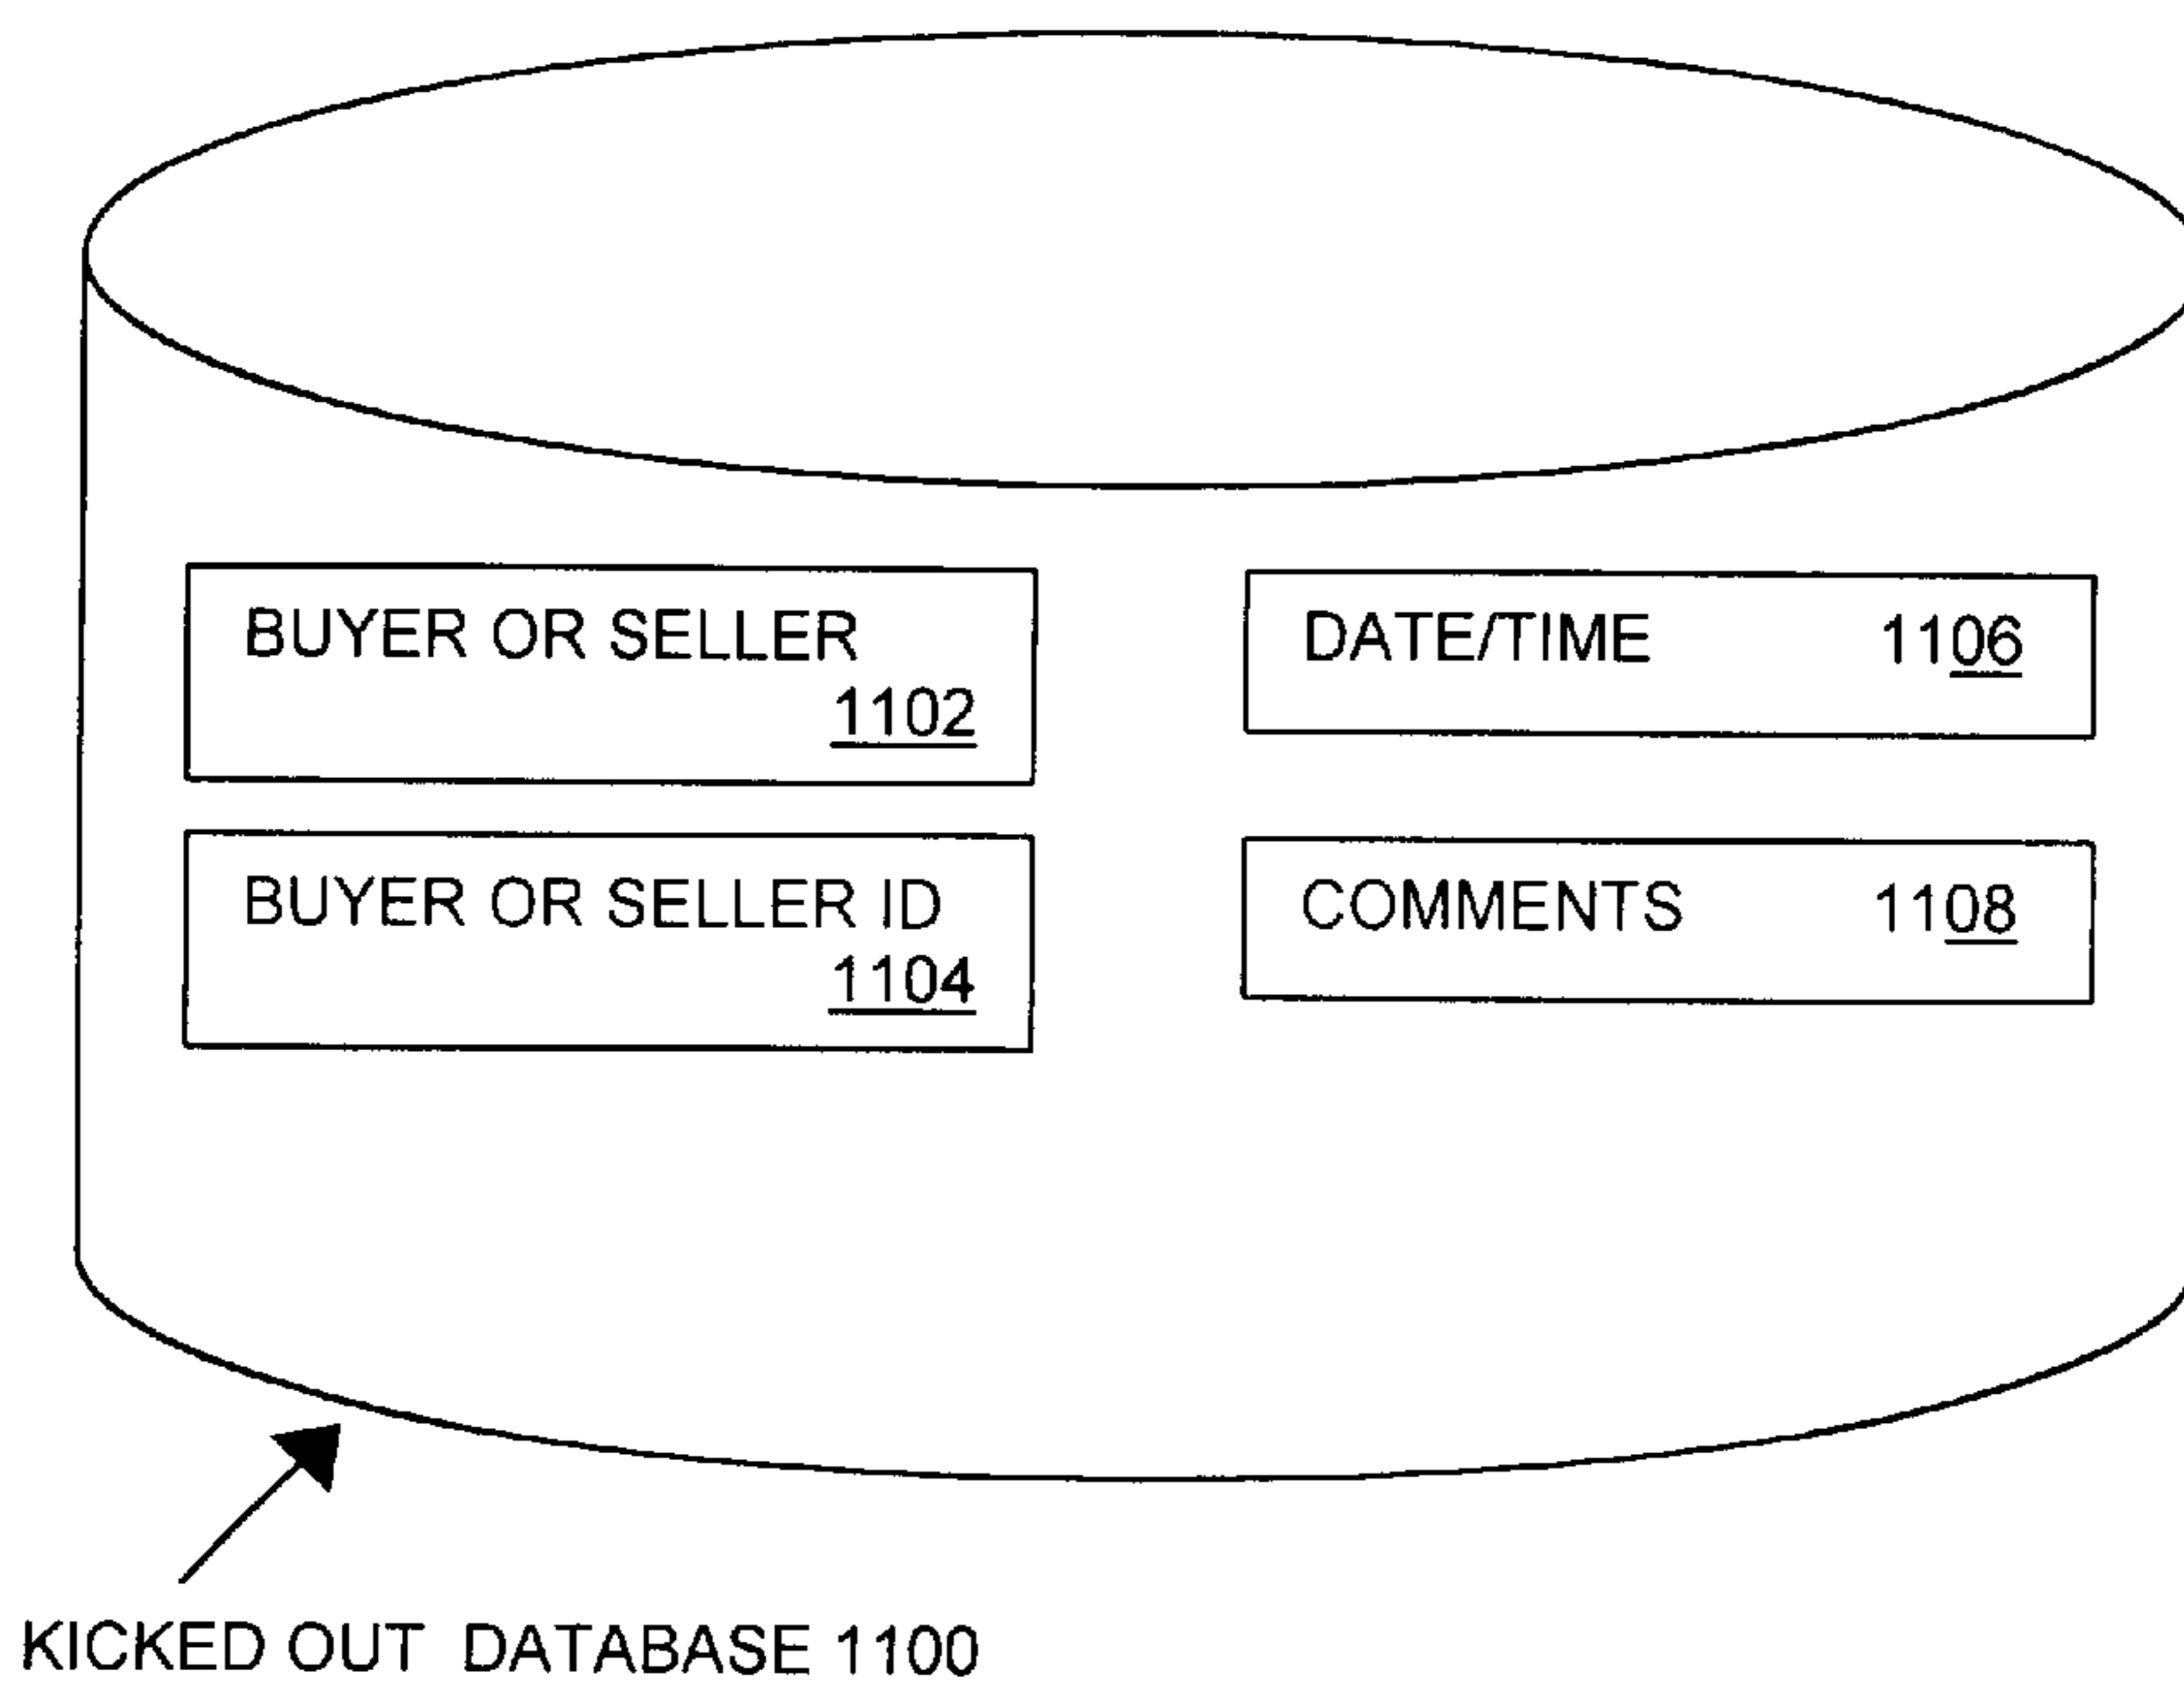 BUYER OR SELLER
1102
DATE/TIME 1106
BUYER OR SELLER ID
1104
COMMENTS 1108
KICKED OUT DATABASE 1100